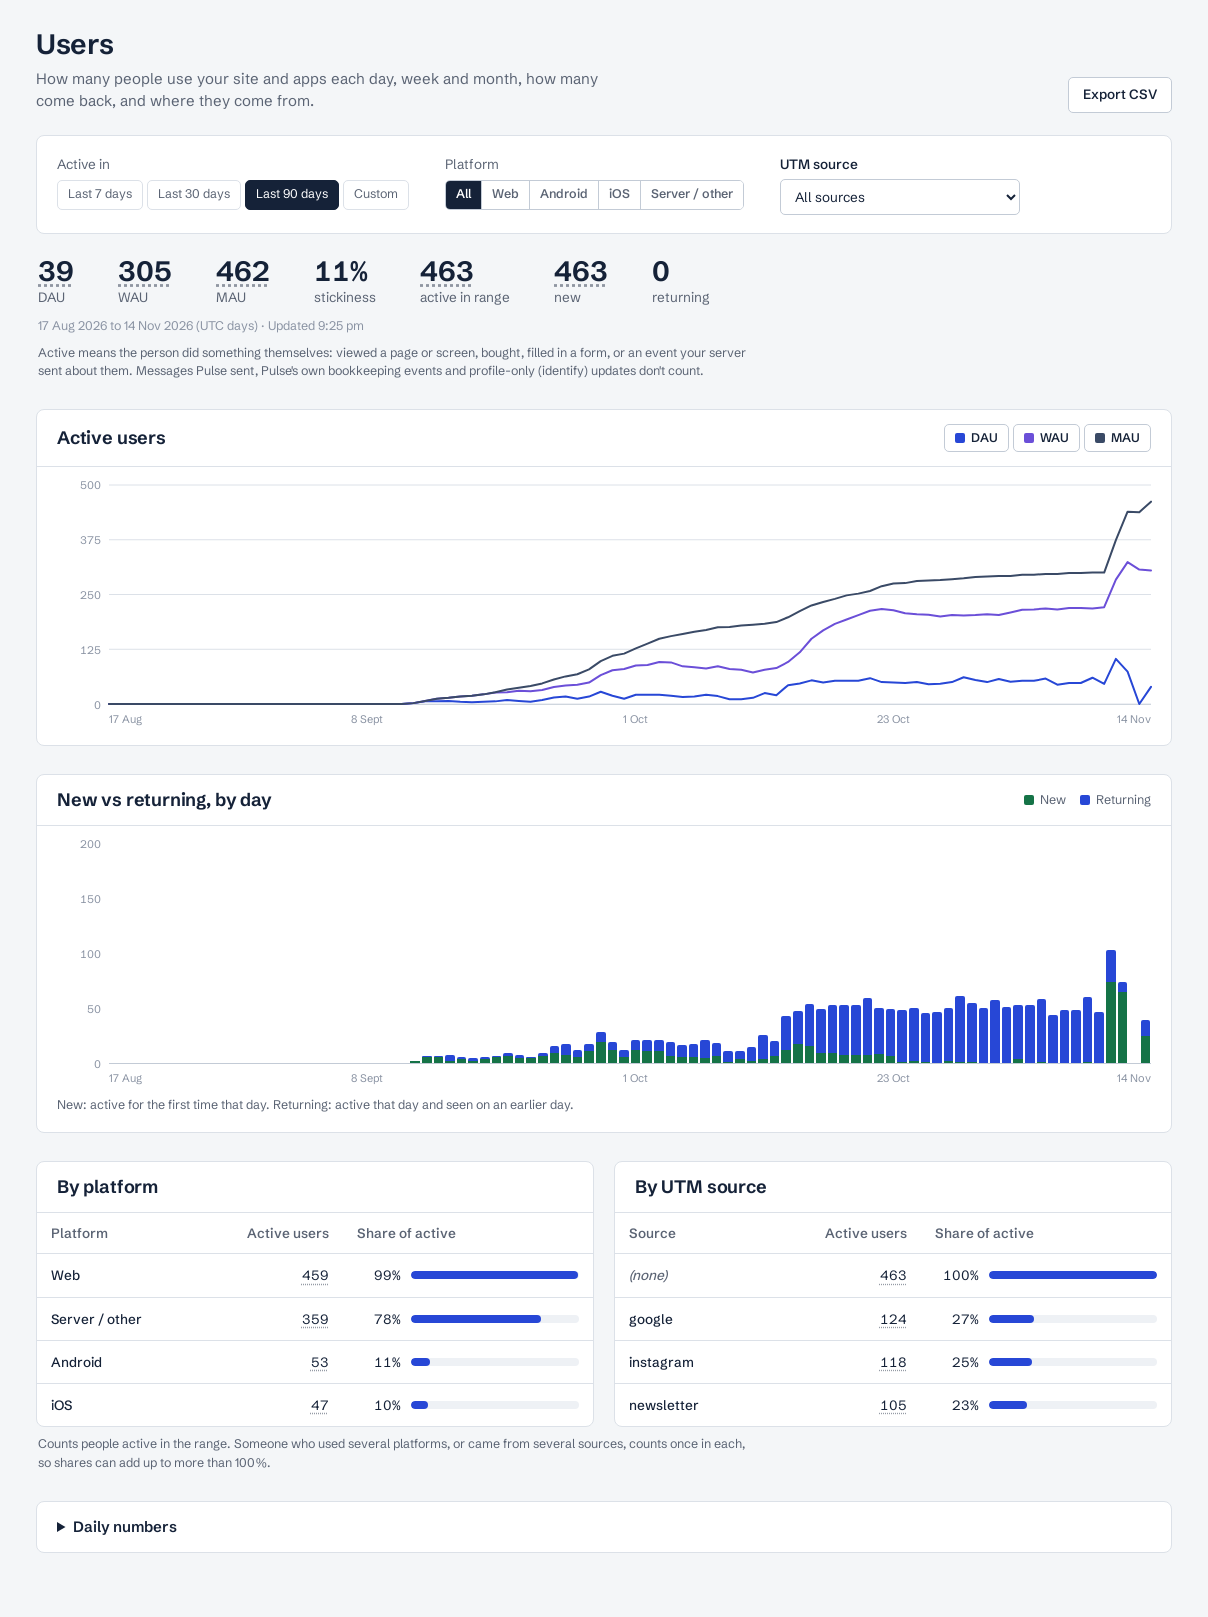 Users
How many people use your site and apps each day, week and month, how many
come back, and where they come from.
Export CSV
Active in
Last 7 days
Last 30 days
Last 90 days
Custom
Platform
All
Web
Android
iOS
Server / other
UTM source
All sources
39
DAU
305
WAU
462
MAU
11%
stickiness
463
active in range
463
new
0
returning
17 Aug 2026 to 14 Nov 2026 (UTC days) · Updated 9:25 pm
Active means the person did something themselves: viewed a page or screen, bought, filled in a form, or an event your server
sent about them. Messages Pulse sent, Pulse's own bookkeeping events and profile-only (identify) updates don't count.
Active users
DAU
WAU
MAU
500
375
250
125
0
17 Aug
8 Sept
1 Oct
23 Oct
14 Nov
New vs returning, by day
New
Returning
200
150
100
50
0
17 Aug
8 Sept
1 Oct
23 Oct
14 Nov
New: active for the first time that day. Returning: active that day and seen on an earlier day.
By platform
Platform Active users Share of active
Web 459 99%
Server / other 359 78%
Android 53 11%
iOS 47 10%
By UTM source
Source Active users Share of active
(none) 463 100%
google 124 27%
instagram 118 25%
newsletter 105 23%
Counts people active in the range. Someone who used several platforms, or came from several sources, counts once in each,
so shares can add up to more than 100%.
Daily numbers